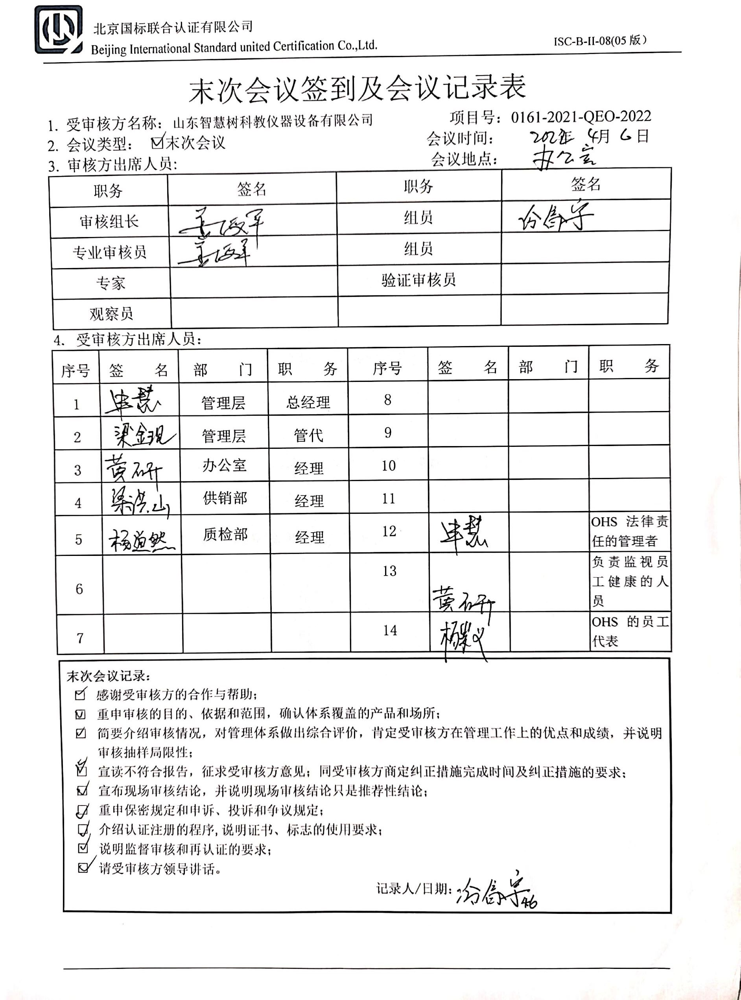 北京国标联合认证有限公司
Beijing International Standard united Certification Co.,Ltd.
ISC-B-II-08(05 版）
末次会议签到及会议记录表
1. 受审核方名称：山东智慧树科教仪器设备有限公司 项目号：0161-2021-QEO-2022
2. 会议类型： ☑末次会议 会议时间： 2022年 4月 6日
3. 审核方出席人员： 会议地点： 办公室
职务 签名 职务 签名
审核组长 组员
专业审核员 组员
专家 验证审核员
观察员
4. 受审核方出席人员：
序号 签 名 部 门 职 务 序号 签 名 部 门 职 务
1 申慧 管理层 总经理 8
2 梁金现 管理层 管代 9
3 黄研 办公室 经理 10
4 梁洪山 供销部 经理 11
5 杨 然 质检部 经理 12 申慧 OHS 法律责
任的管理者
6 13 黄研 负责监视员
工健康的人
员
7 14 杨 义 OHS 的员工
代表
末次会议记录：
☑ 感谢受审核方的合作与帮助；
☑ 重申审核的目的、依据和范围，确认体系覆盖的产品和场所；
☑ 简要介绍审核情况，对管理体系做出综合评价，肯定受审核方在管理工作上的优点和成绩，并说明
审核抽样局限性；
☑ 宣读不符合报告，征求受审核方意见；同受审核方商定纠正措施完成时间及纠正措施的要求；
☑ 宣布现场审核结论，并说明现场审核结论只是推荐性结论；
☑ 重申保密规定和申诉、投诉和争议规定；
☑ 介绍认证注册的程序,说明证书、标志的使用要求；
☑ 说明监督审核和再认证的要求；
☑ 请受审核方领导讲话。
记录人/日期： 4.6